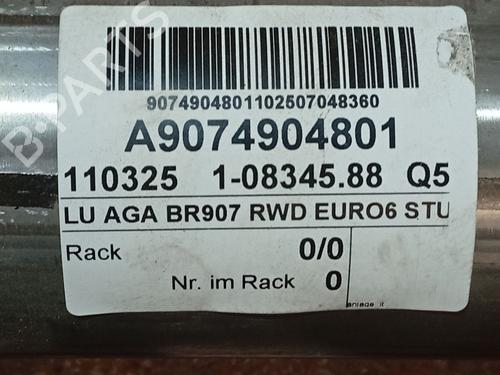 B-PARTS
9074904801102507048360
A9074904801
110325 1-08345.88 Q5
LU AGA BR907 RWD EURO6 STU
Rack 0/0
Nr. im Rack 0